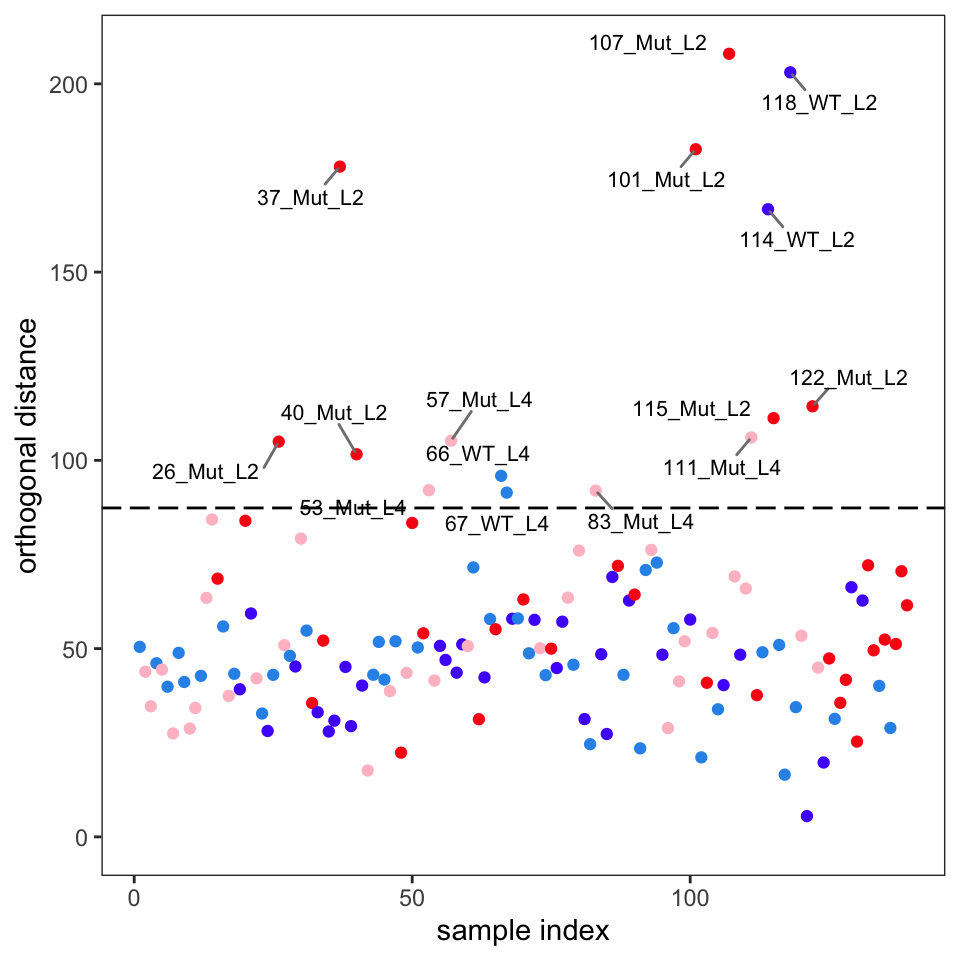 107_Mut_L2
118_WT_L2
101_Mut_L2
37_Mut_L2
114_WT_L2
122_Mut_L2
57_Mut_L4
115_Mut_L2
40_Mut_L2
66_WT_L4
111_Mut_L4
26_Mut_L2
53_Mut_L4
67_WT_L4
83_Mut_L4
200
150
100
50
0
orthogonal distance
0
50
100
sample index